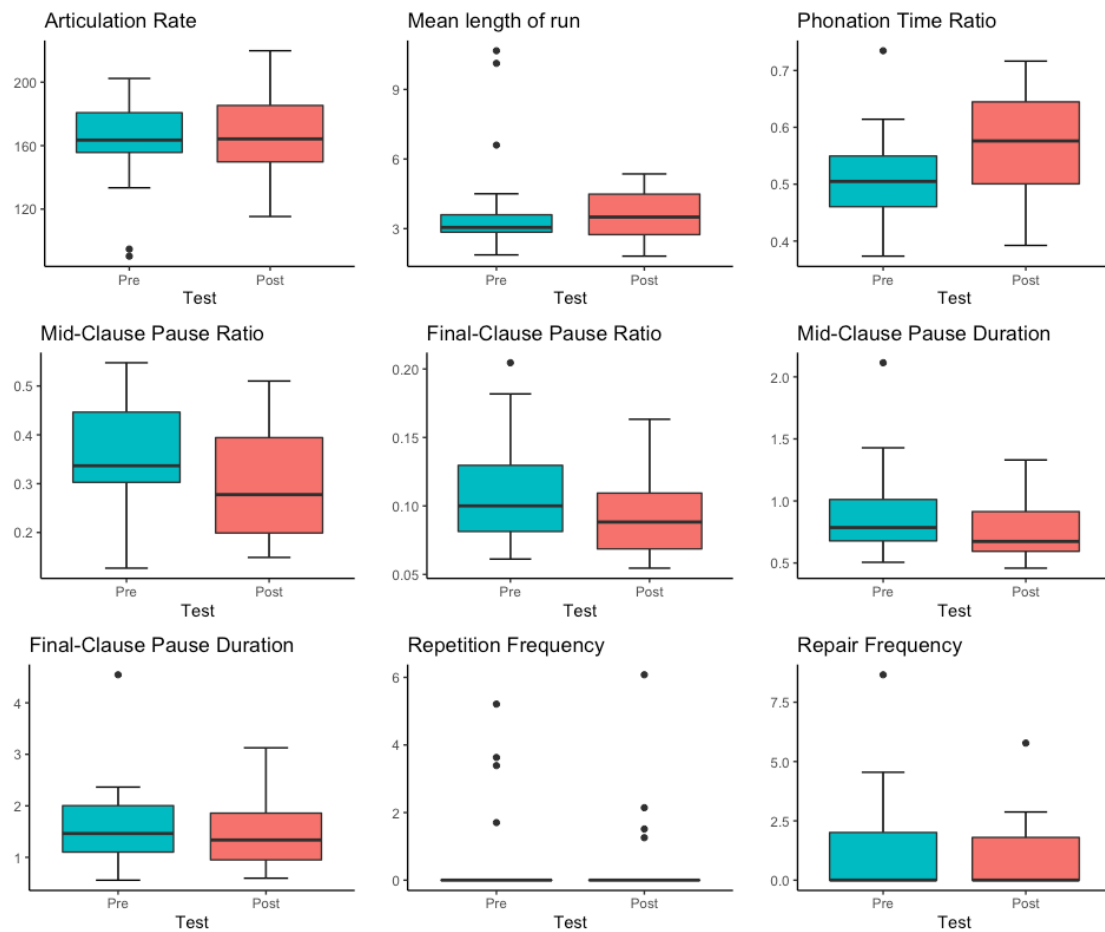 Articulation Rate
200
160
120
Pre
Post
Test
Mean length of run
9
6
3
Pre
Post
Test
Phonation Time Ratio
0.7
0.6
0.5
0.4
Pre
Post
Test
Mid-Clause Pause Ratio
0.5
0.4
0.3
0.2
Pre
Post
Test
Final-Clause Pause Ratio
0.20
0.15
0.10
0.05
Pre
Post
Test
Mid-Clause Pause Duration
2.0
1.5
1.0
0.5
Pre
Post
Test
Final-Clause Pause Duration
4
3
2
1
Pre
Post
Test
Repetition Frequency
6
4
2
0
Pre
Post
Test
Repair Frequency
7.5
5.0
2.5
0.0
Pre
Post
Test